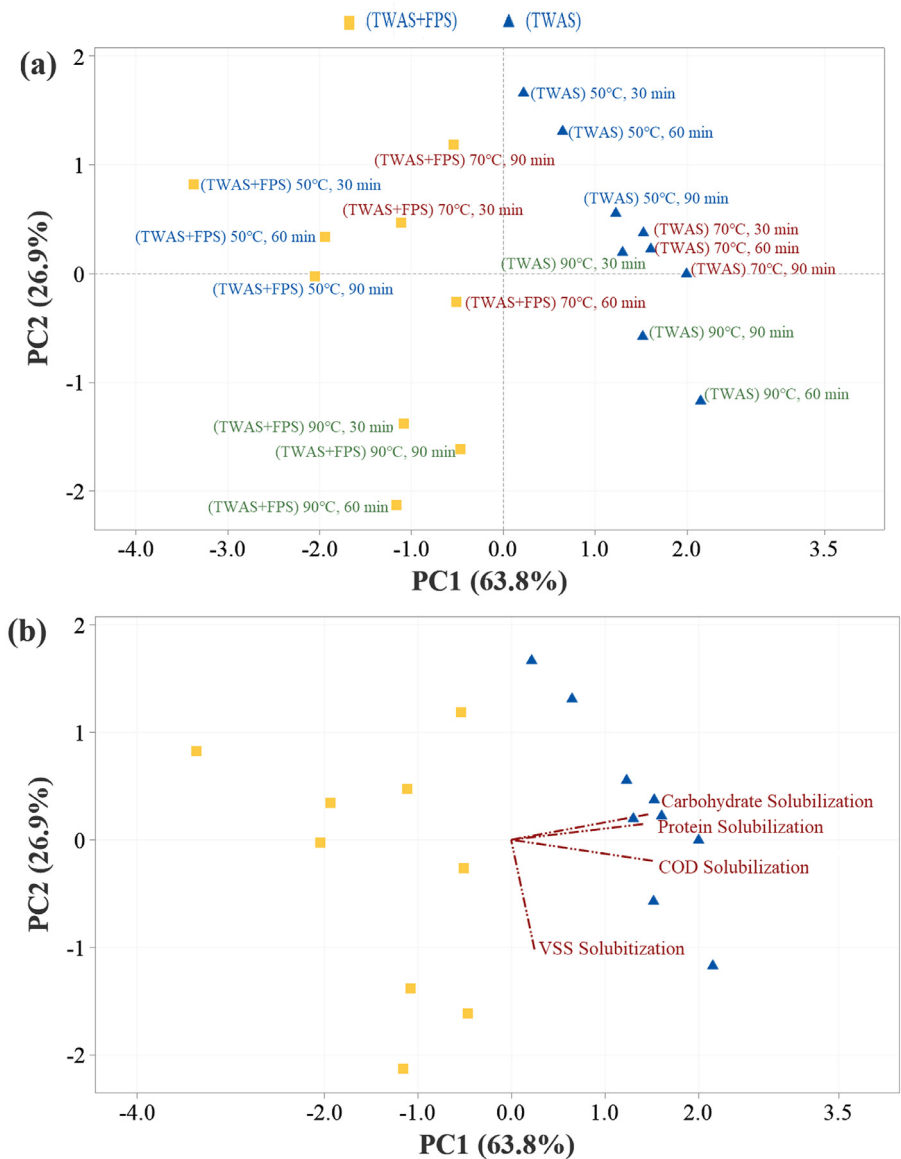 (TWAS+FPS) (TWAS)
(a)
2
(TWAS) 50°C, 30 min
(TWAS) 50°C, 60 min
(TWAS+FPS) 70°C, 90 min
1
(TWAS+FPS) 50°C, 30 min
(TWAS) 50°C, 90 min
(TWAS+FPS) 70°C, 30 min
(TWAS) 70°C, 30 min
(TWAS+FPS) 50°C, 60 min
(TWAS) 70°C, 60 min
(TWAS) 90°C, 30 min
(TWAS) 70°C, 90 min
0
(TWAS+FPS) 50°C, 90 min
(TWAS+FPS) 70°C, 60 min
(TWAS) 90°C, 90 min
-1
(TWAS) 90°C, 60 min
(TWAS+FPS) 90°C, 30 min
(TWAS+FPS) 90°C, 90 min
-2
(TWAS+FPS) 90°C, 60 min
PC2 (26.9%)
-4.0 -3.0 -2.0 -1.0 0.0 1.0 2.0 3.5
PC1 (63.8%)
(b)
2
1
Carbohydrate Solubilization
Protein Solubilization
0
COD Solubilization
-1
VSS Solubitization
-2
PC2 (26.9%)
-4.0 -2.0 -1.0 0.0 1.0 2.0 3.5
PC1 (63.8%)